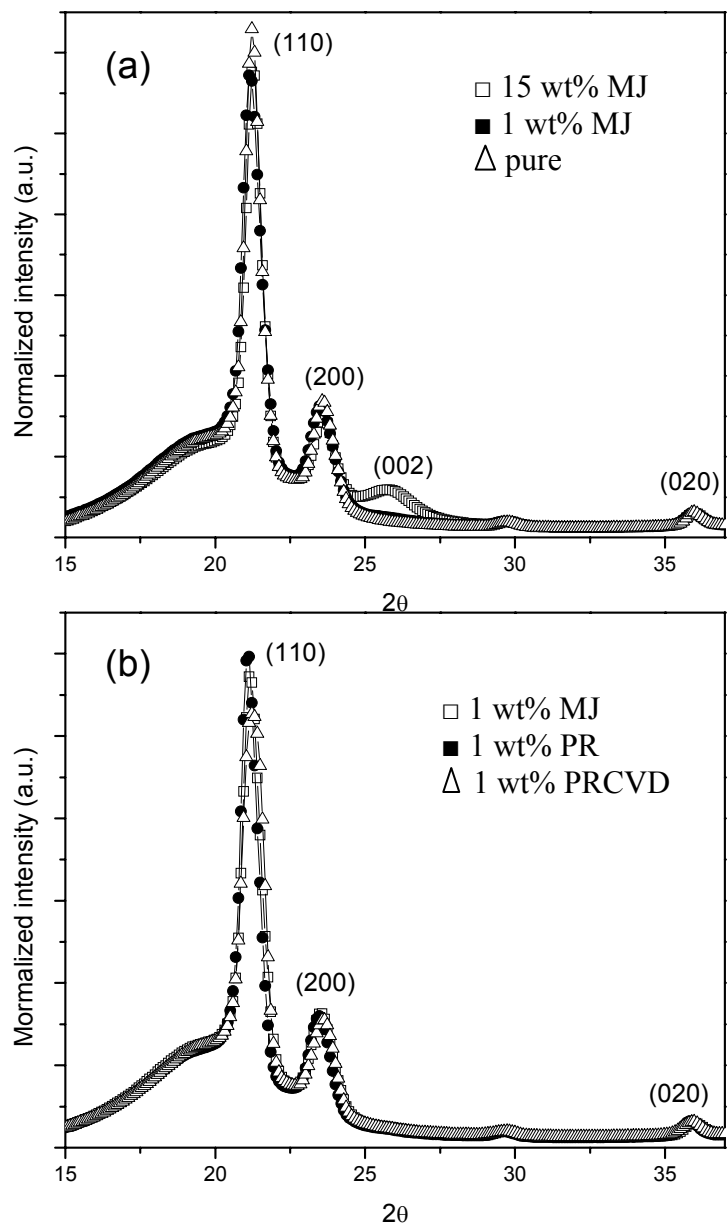 (a)
(110)
15 wt% MJ
1 wt% MJ
pure
Normalized intensity (a.u.)
(200)
(002)
(020)
15 20 25 30 35
2θ
(b)
(110)
1 wt% MJ
1 wt% PR
1 wt% PRCVD
Mormalized intensity (a.u.)
(200)
(020)
15 20 25 30 35
2θ